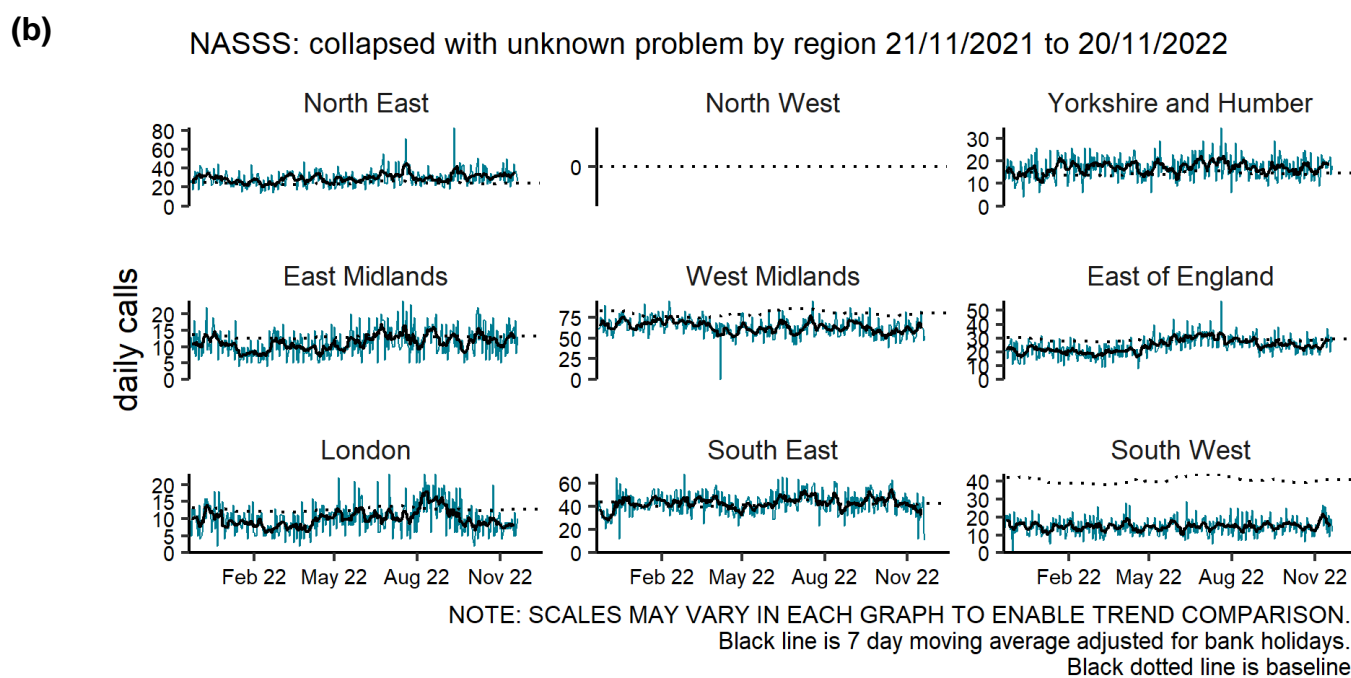 (b)
NASSS: collapsed with unknown problem by region 21/11/2021 to 20/11/2022
North East
North West
Yorkshire and Humber
80
60
40
20
0
0
30
20
10
0
daily calls
East Midlands
West Midlands
East of England
20
15
10
5
0
75
50
25
0
50
40
30
20
10
0
London
South East
South West
20
15
10
5
0
60
40
20
0
40
30
20
10
0
Feb 22 May 22 Aug 22 Nov 22
Feb 22 May 22 Aug 22 Nov 22
Feb 22 May 22 Aug 22 Nov 22
NOTE: SCALES MAY VARY IN EACH GRAPH TO ENABLE TREND COMPARISON.
Black line is 7 day moving average adjusted for bank holidays.
Black dotted line is baseline